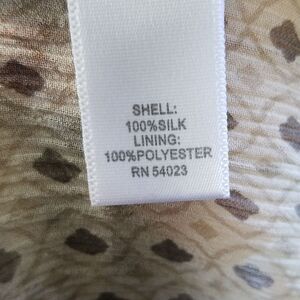 SHELL:
100%SILK
LINING:
100%POLYESTER
RN 54023